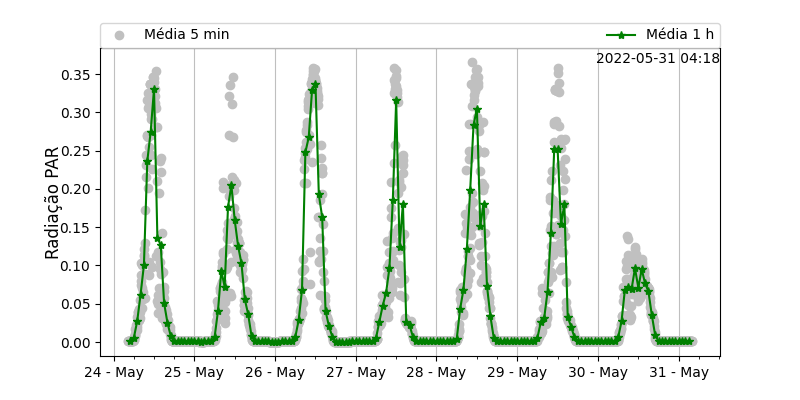 Média 5 min
Média 1 h
2022-05-31 04:18
Radiação PAR
0.35
0.30
0.25
0.20
0.15
0.10
0.05
0.00
24 - May
25 - May
26 - May
27 - May
28 - May
29 - May
30 - May
31 - May